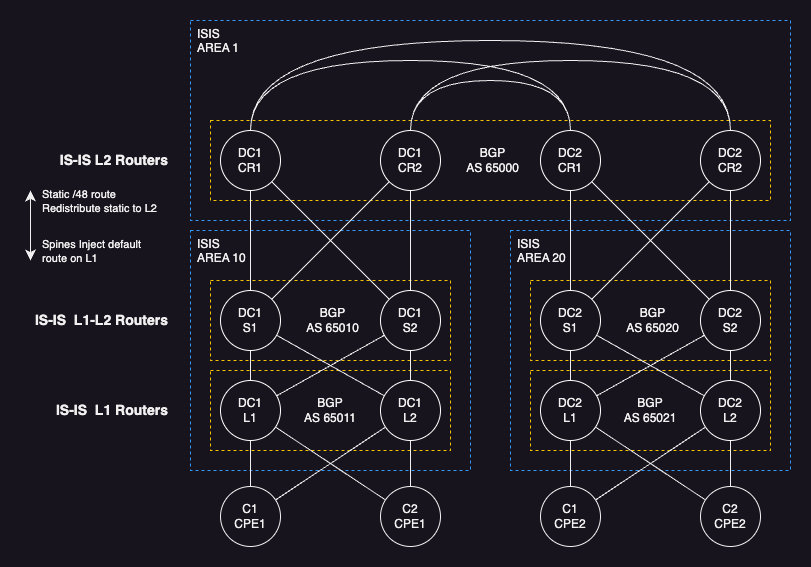 ISIS
AREA 1
IS-IS L2 Routers
DC1
CR1
DC1
CR2
BGP
AS 65000
DC2
CR1
DC2
CR2
Static /48 route
Redistribute static to L2
Spines Inject default
route on L1
ISIS
AREA 10
ISIS
AREA 20
IS-IS L1-L2 Routers
DC1
S1
BGP
AS 65010
DC1
S2
DC2
S1
BGP
AS 65020
DC2
S2
IS-IS L1 Routers
DC1
L1
BGP
AS 65011
DC1
L2
DC2
L1
BGP
AS 65021
DC2
L2
C1
CPE1
C2
CPE1
C1
CPE2
C2
CPE2